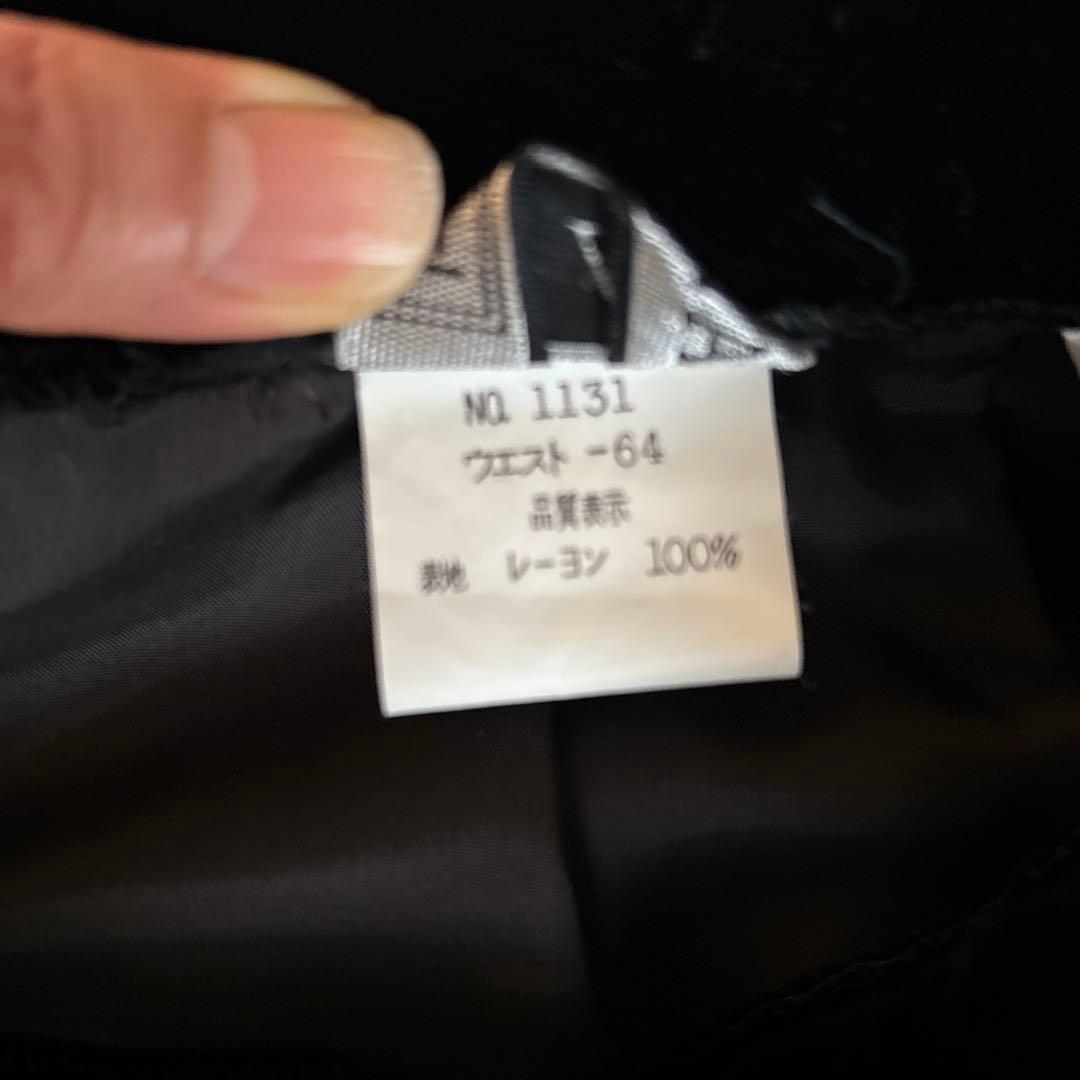 NO. 1131
ウエスト -64
品質表示
表地 レーヨン 100%